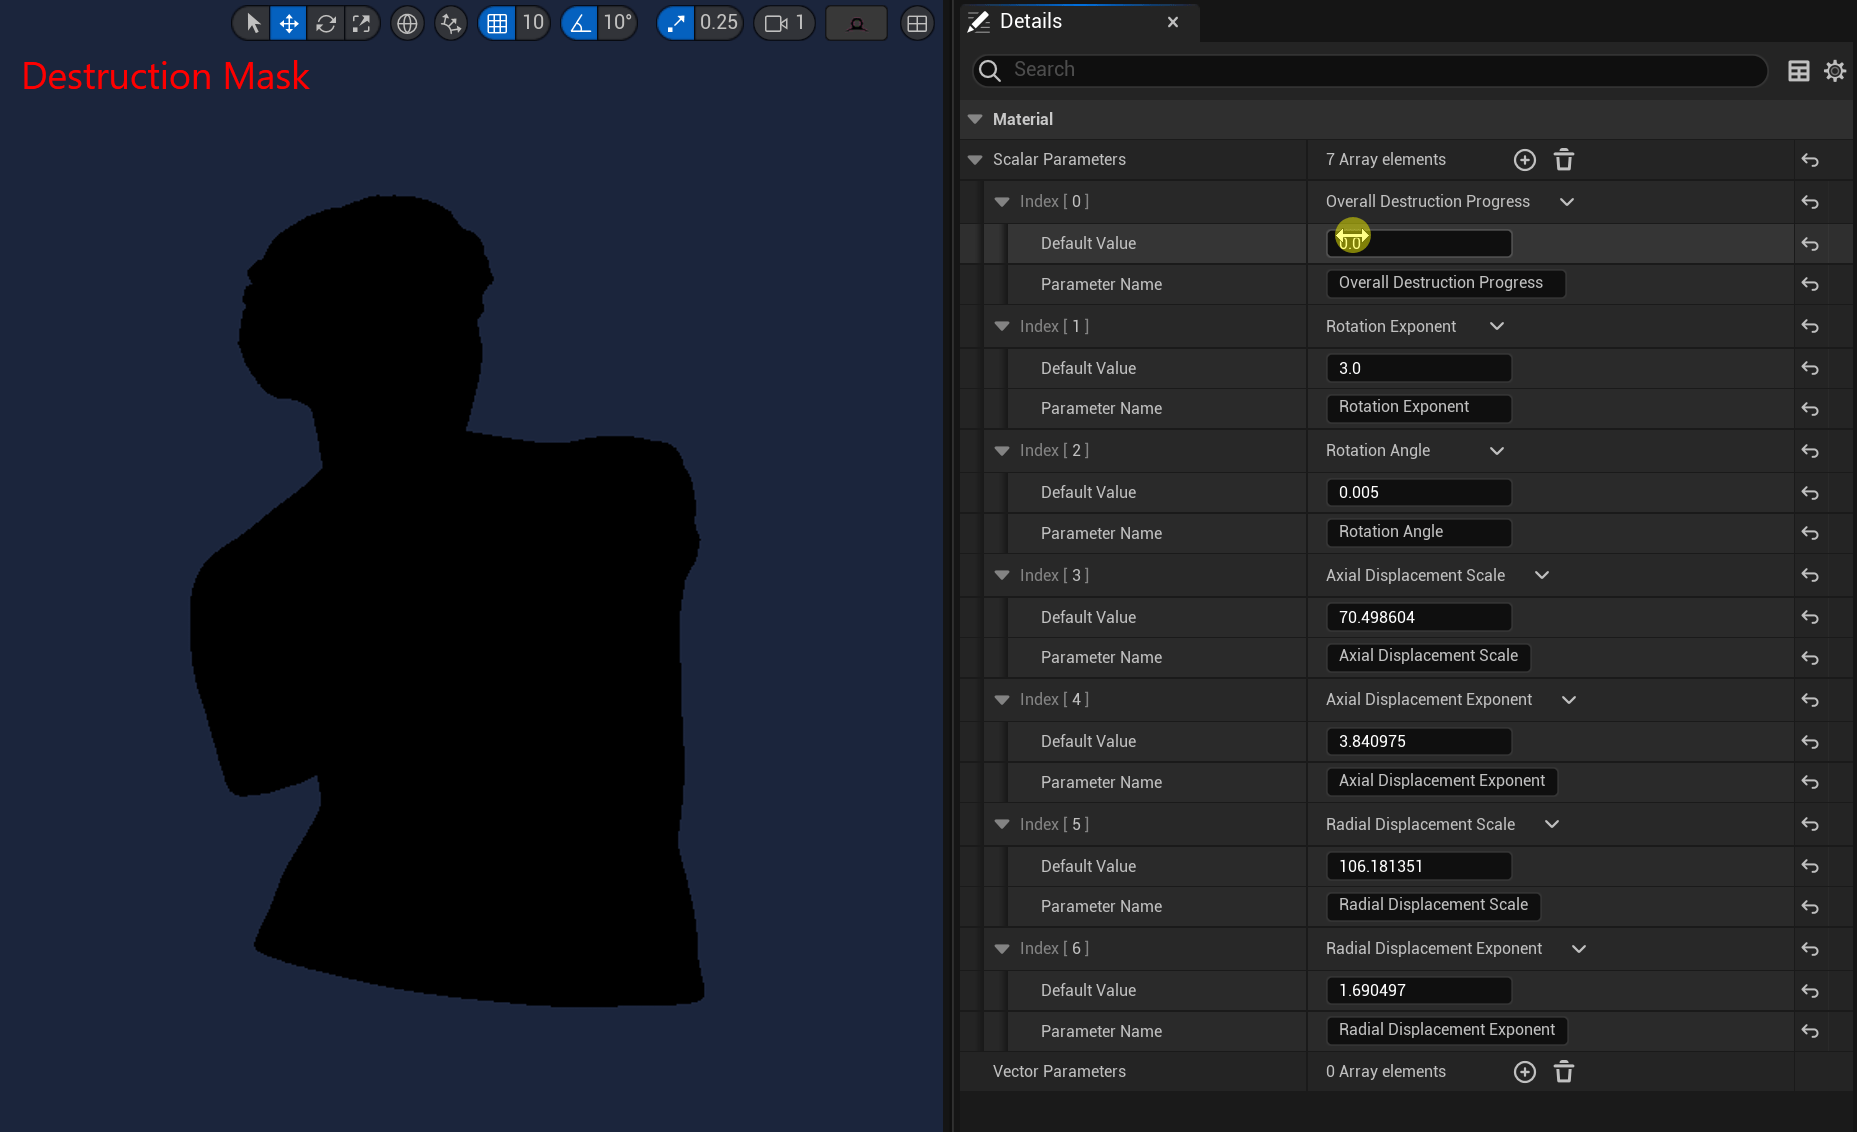 10
10°
0.25
1
Destruction Mask
Details
Search
Material
Scalar Parameters
7 Array elements
Index [ 0 ]
Overall Destruction Progress
Default Value
0.0
Parameter Name
Overall Destruction Progress
Index [ 1 ]
Rotation Exponent
Default Value
3.0
Parameter Name
Rotation Exponent
Index [ 2 ]
Rotation Angle
Default Value
0.005
Parameter Name
Rotation Angle
Index [ 3 ]
Axial Displacement Scale
Default Value
70.498604
Parameter Name
Axial Displacement Scale
Index [ 4 ]
Axial Displacement Exponent
Default Value
3.840975
Parameter Name
Axial Displacement Exponent
Index [ 5 ]
Radial Displacement Scale
Default Value
106.181351
Parameter Name
Radial Displacement Scale
Index [ 6 ]
Radial Displacement Exponent
Default Value
1.690497
Parameter Name
Radial Displacement Exponent
Vector Parameters
0 Array elements